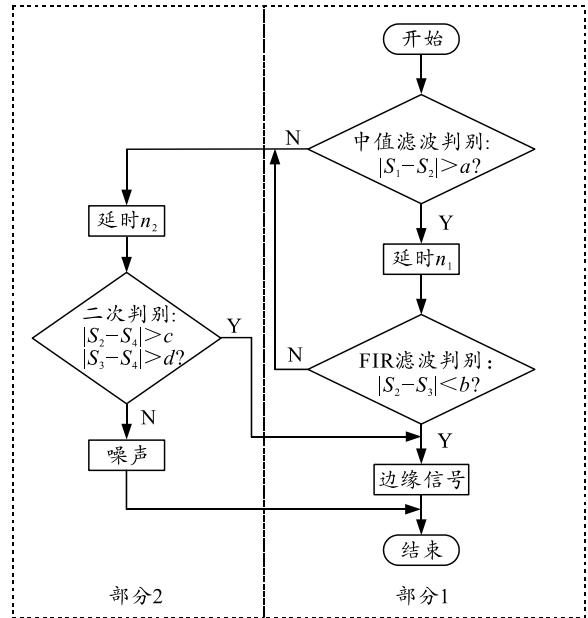 开始
中值滤波判别:
|S₁−S₂|>a?
N
Y
延时n₂
延时n₁
二次判别:
|S₂−S₄|>c
|S₃−S₄|>d?
Y
N
FIR滤波判别：
|S₂−S₃|<b?
N
Y
噪声
边缘信号
结束
部分2
部分1